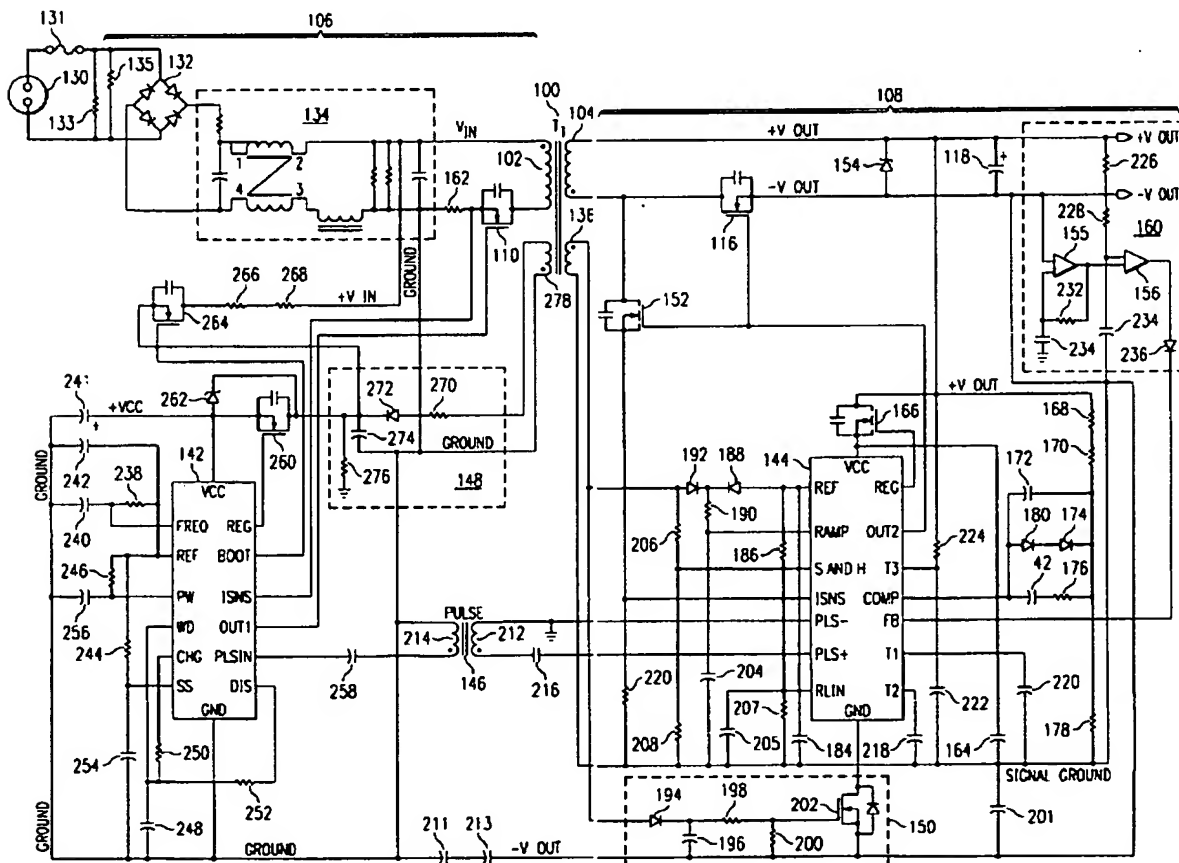 106
131
130
135
132
133
134
1
2
4
3
V IN
162
110
100
102
104
138
278
108
+V OUT
-V OUT
154
118
116
+V OUT
-V OUT
226
228
160
155
156
232
234
234
236
GROUND
266
268
+V IN
264
152
241
+VCC
262
260
272
270
274
276
GROUND
148
GROUND
242
238
240
142
VCC
FREQ
REG
REF
BOOT
PW
ISNS
WD
OUT1
CHG
PLSIN
SS
DIS
GND
246
256
244
250
254
252
248
GROUND
GROUND
258
PULSE
214
212
146
216
211
213
-V OUT
+V OUT
166
168
170
172
180
174
42
176
178
192
188
190
206
186
144
VCC
REF
REG
RAMP
OUT2
S AND H
T3
ISNS
COMP
PLS-
FB
PLS+
T1
RLIN
T2
GND
224
204
220
208
205
207
184
218
222
164
220
SIGNAL GROUND
194
198
196
200
202
150
201